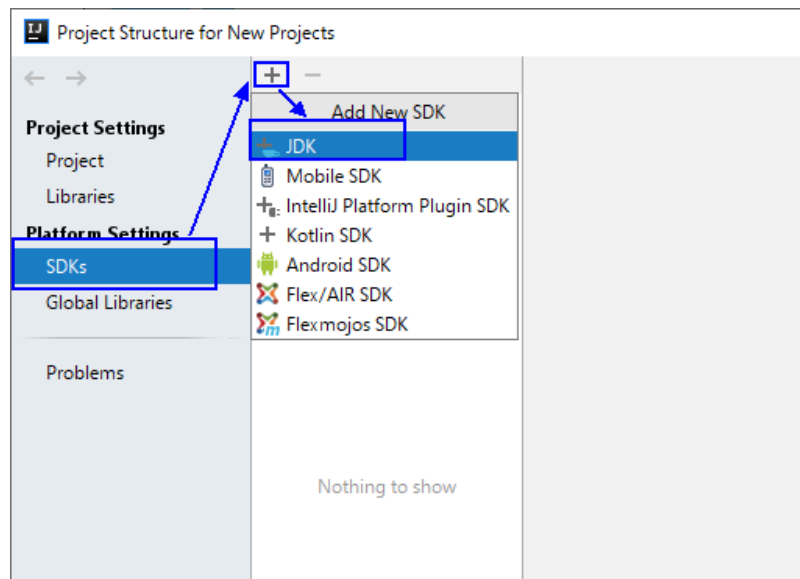 IJ
Project Structure for New Projects
Project Settings
Project
Libraries
Platform Settings
SDKs
Global Libraries
Problems
Add New SDK
JDK
Mobile SDK
IntelliJ Platform Plugin SDK
Kotlin SDK
Android SDK
Flex/AIR SDK
Flexmojos SDK
Nothing to show